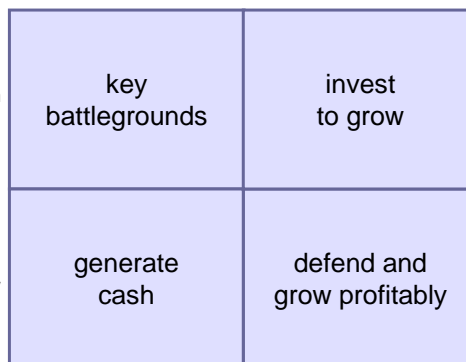 key
battlegrounds
invest
to grow
generate
cash
defend and
grow profitably